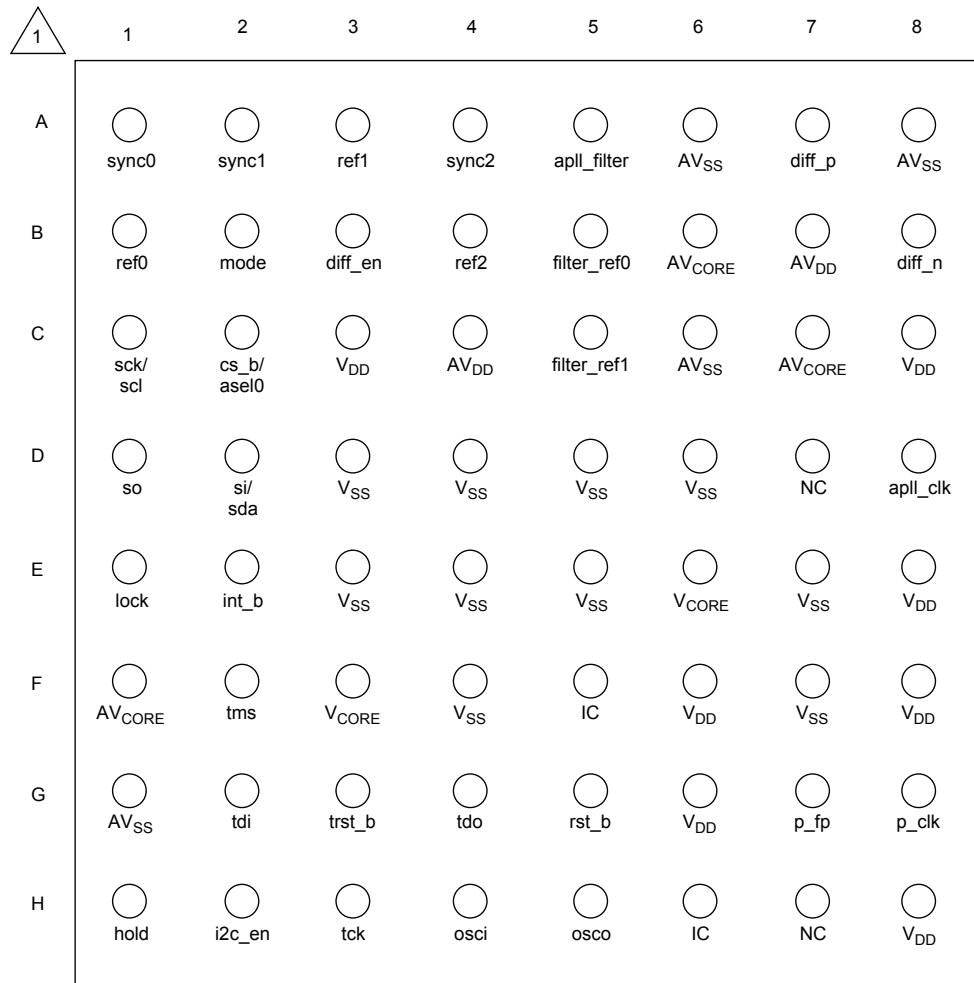 1 1 2 3 4 5 6 7 8
A
sync0 sync1 ref1 sync2 apll_filter AVSS diff_p AVSS
B
ref0 mode diff_en ref2 filter_ref0 AVCORE AVDD diff_n
C
sck/ cs_b/ VDD AVDD filter_ref1 AVSS AVCORE VDD
scl asel0
D
so si/ VSS VSS VSS VSS NC apll_clk
sda
E
lock int_b VSS VSS VSS VCORE VSS VDD
F
AVCORE tms VCORE VSS IC VDD VSS VDD
G
AVSS tdi trst_b tdo rst_b VDD p_fp p_clk
H
hold i2c_en tck osci osco IC NC VDD